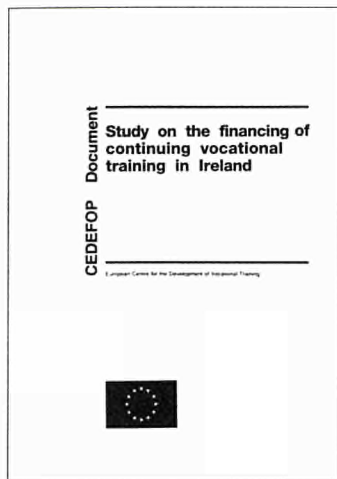 CEDEFOP Document
Study on the financing of
continuing vocational
training in Ireland
European Centre for the Development of Vocational Training